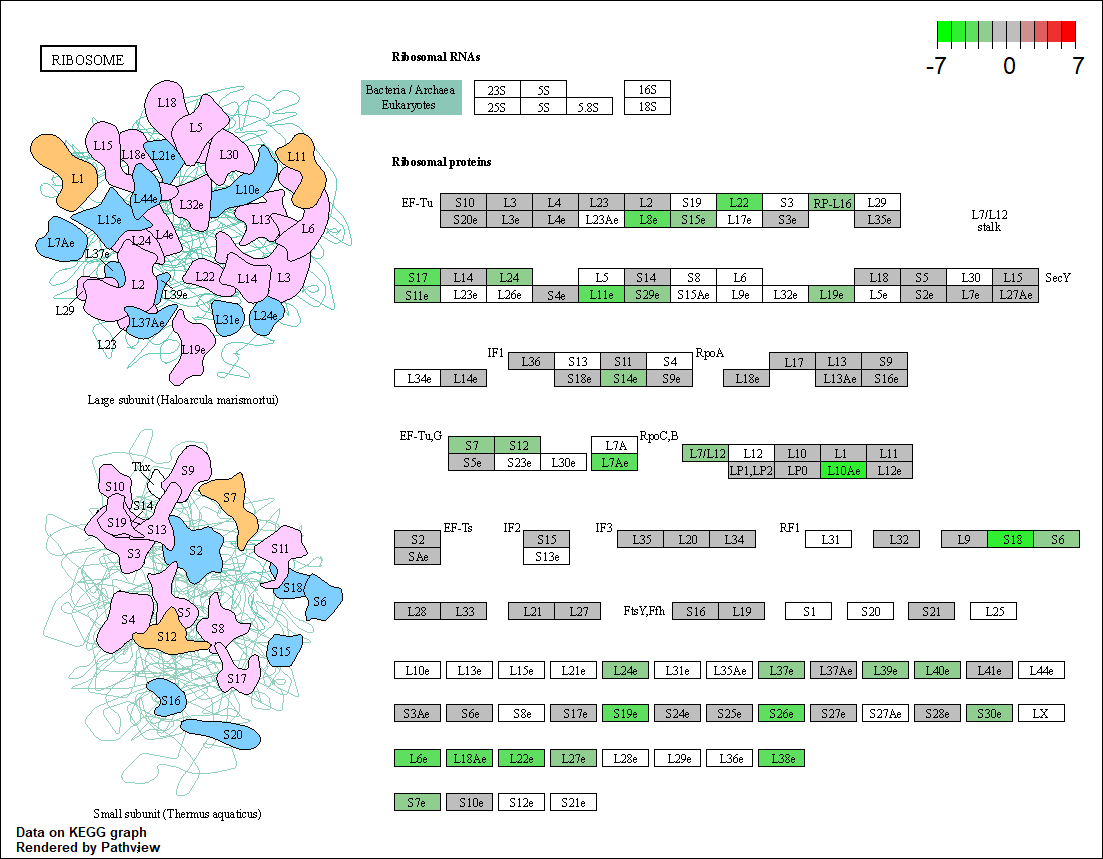 RIBOSOME
Ribosomal RNAs
-7 0 7
Bacteria / Archaea 23S 5S 16S
Eukaryotes 25S 5S 5.8S 18S
Ribosomal proteins
EF-Tu S10 L3 L4 L23 L2 S19 L22 S3 RP-L16 L29
S20e L3e L4e L23Ae L8e S15e L17e S3e L35e
L7/L12
stalk
S17 L14 L24 L5 S14 S8 L6 L18 S5 L30 L15 SecY
S11e L23e L26e S4e L11e S29e S15Ae L9e L32e L19e L5e S2e L7e L27Ae
IF1 L36 S13 S11 S4 RpoA L17 L13 S9
L34e L14e S18e S14e S9e L18e L13Ae S16e
EF-Tu,G S7 S12 L7A RpoC,B L7/L12 L12 L10 L1 L11
S5e S23e L30e L7Ae LP1,LP2 LP0 L10Ae L12e
S2 EF-Ts IF2 S15 IF3 L35 L20 L34 RF1 L31 L32 L9 S18 S6
SAe S13e
L28 L33 L21 L27 FtsY,Ffh S16 L19 S1 S20 S21 L25
L10e L13e L15e L21e L24e L31e L35Ae L37e L37Ae L39e L40e L41e L44e
S3Ae S6e S8e S17e S19e S24e S25e S26e S27e S27Ae S28e S30e LX
L6e L18Ae L22e L27e L28e L29e L36e L38e
S7e S10e S12e S21e
L18
L5
L15 L18e L21e L30 L11
L1
L44e L10e
L32e
L15e L13
L7Ae L24 L4e L6
L37e
L2 L22 L14 L3
L39e
L29
L37Ae L31e L24e
L23
L19e
Large subunit (Haloarcula marismortui)
Thx S9
S10
S14 S7
S19 S13
S3 S2 S11
S18
S6
S4 S5
S12 S8
S15
S17
S16
S20
Small subunit (Thermus aquaticus)
Data on KEGG graph
Rendered by Pathview